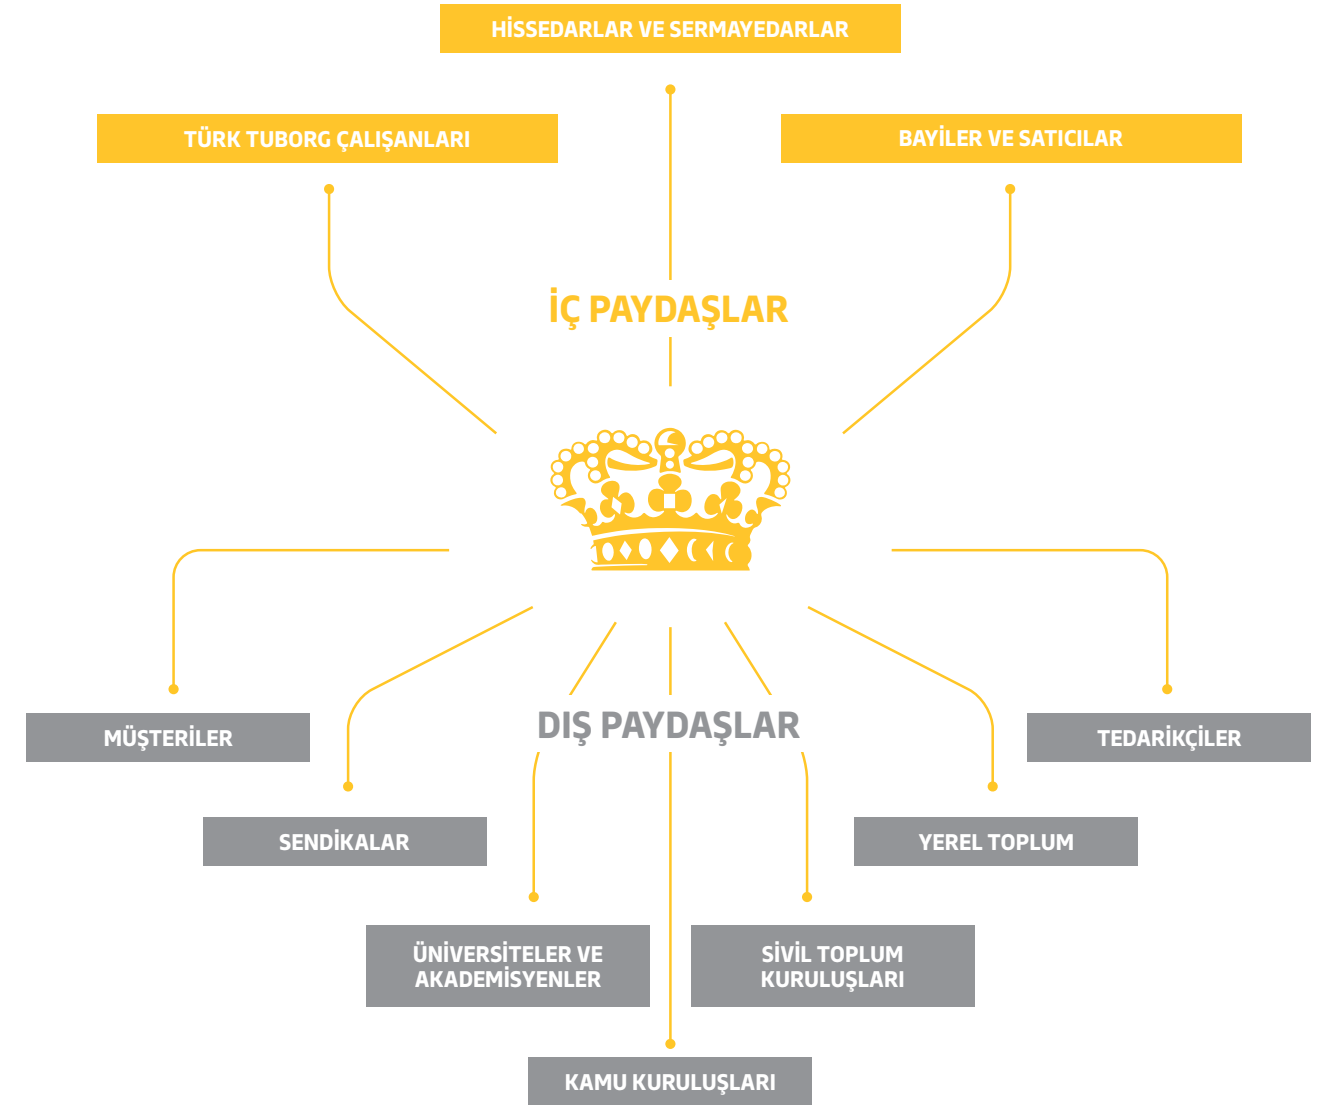 HİSSEDARLAR VE SERMAYEDARLAR
TÜRK TUBORG ÇALIŞANLARI
BAYİLER VE SATICILAR
İÇ PAYDAŞLAR
DIŞ PAYDAŞLAR
MÜŞTERİLER
TEDARİKÇİLER
SENDİKALAR
YEREL TOPLUM
ÜNİVERSİTELER VE
AKADEMİSYENLER
SİVİL TOPLUM
KURULUŞLARI
KAMU KURULUŞLARI